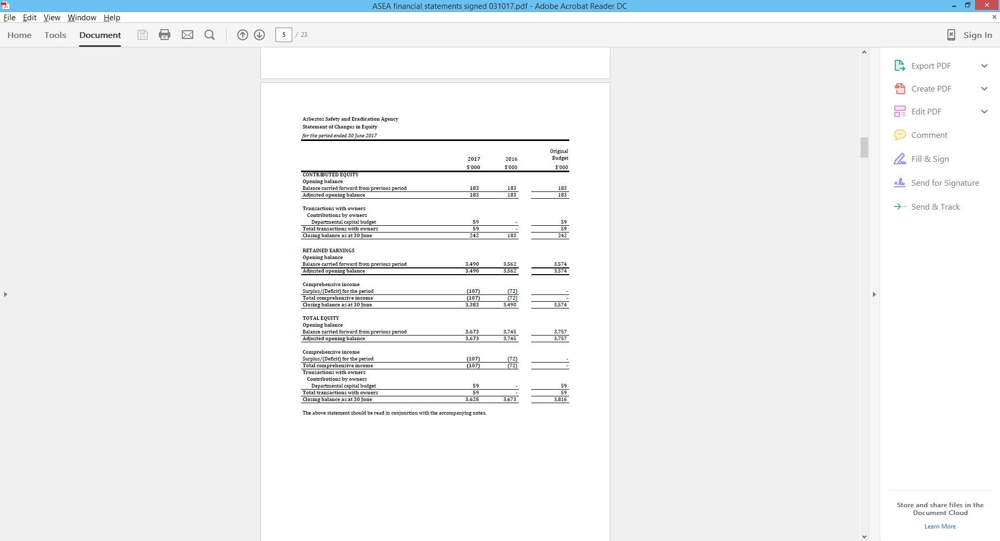 ASEA financial statements signed 031017.pdf - Adobe Acrobat Reader DC
File Edit View Window Help
Home Tools Document 5 / 23 Sign In
Asbestos Safety and Eradication Agency
Statement of Changes in Equity
for the period ended 30 June 2017
Original
2017 2016 Budget
$'000 $'000 $'000
CONTRIBUTED EQUITY
Opening balance
Balance carried forward from previous period 183 183 183
Adjusted opening balance 183 183 183
Transactions with owners
Contributions by owners
Departmental capital budget 59 - 59
Total transactions with owners 59 - 59
Closing balance as at 30 June 242 183 242
RETAINED EARNINGS
Opening balance
Balance carried forward from previous period 3,490 3,562 3,574
Adjusted opening balance 3,490 3,562 3,574
Comprehensive income
Surplus/(Deficit) for the period (107) (72) -
Total comprehensive income (107) (72) -
Closing balance as at 30 June 3,383 3,490 3,574
TOTAL EQUITY
Opening balance
Balance carried forward from previous period 3,673 3,745 3,757
Adjusted opening balance 3,673 3,745 3,757
Comprehensive income
Surplus/(Deficit) for the period (107) (72) -
Total comprehensive income (107) (72) -
Transactions with owners
Contributions by owners
Departmental capital budget 59 - 59
Total transactions with owners 59 - 59
Closing balance as at 30 June 3,625 3,673 3,816
The above statement should be read in conjunction with the accompanying notes.
Export PDF
Create PDF
Edit PDF
Comment
Fill & Sign
Send for Signature
Send & Track
Store and share files in the
Document Cloud
Learn More